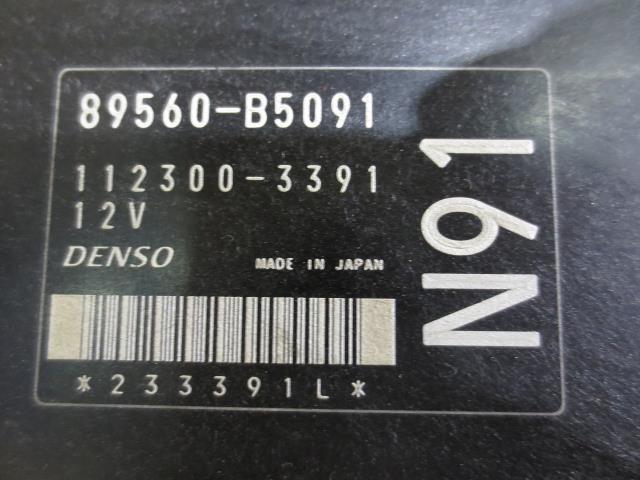 89560-B5091
112300-3391
12V
DENSO MADE IN JAPAN
*233391L*
N91